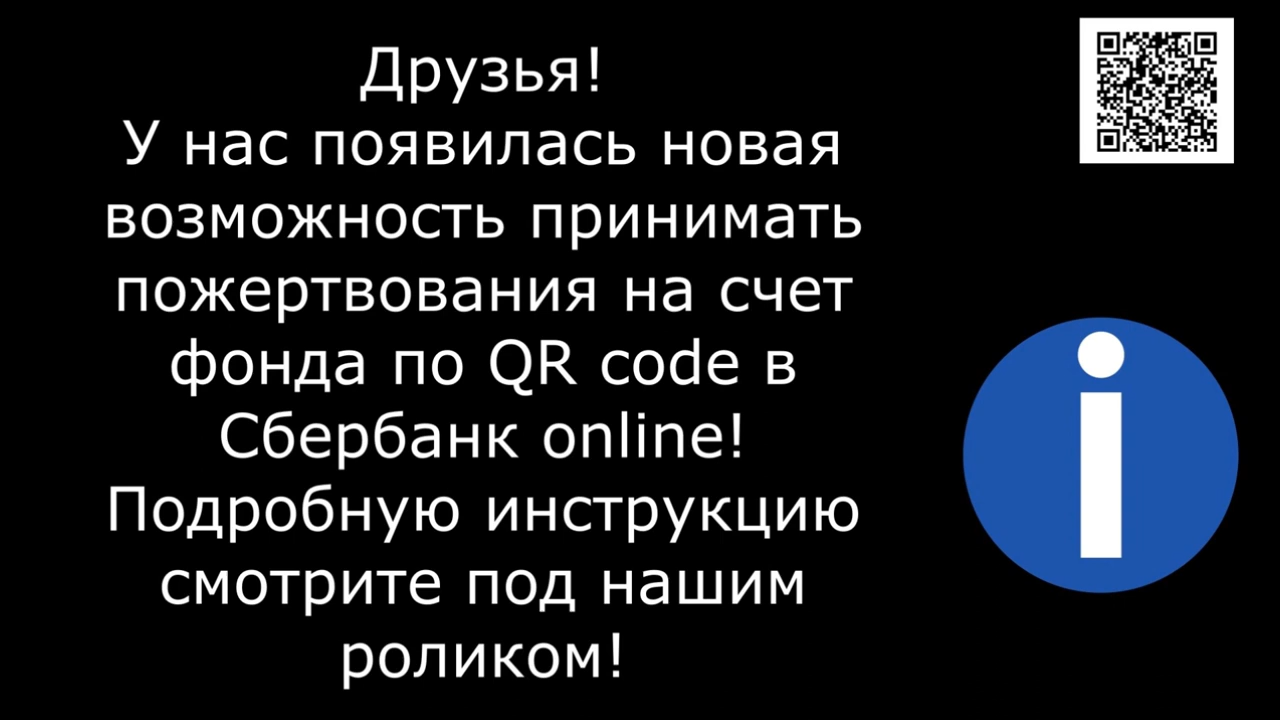 Друзья!
У нас появилась новая
возможность принимать
пожертвования на счет
фонда по QR code в
Сбербанк online!
Подробную инструкцию
смотрите под нашим
роликом!